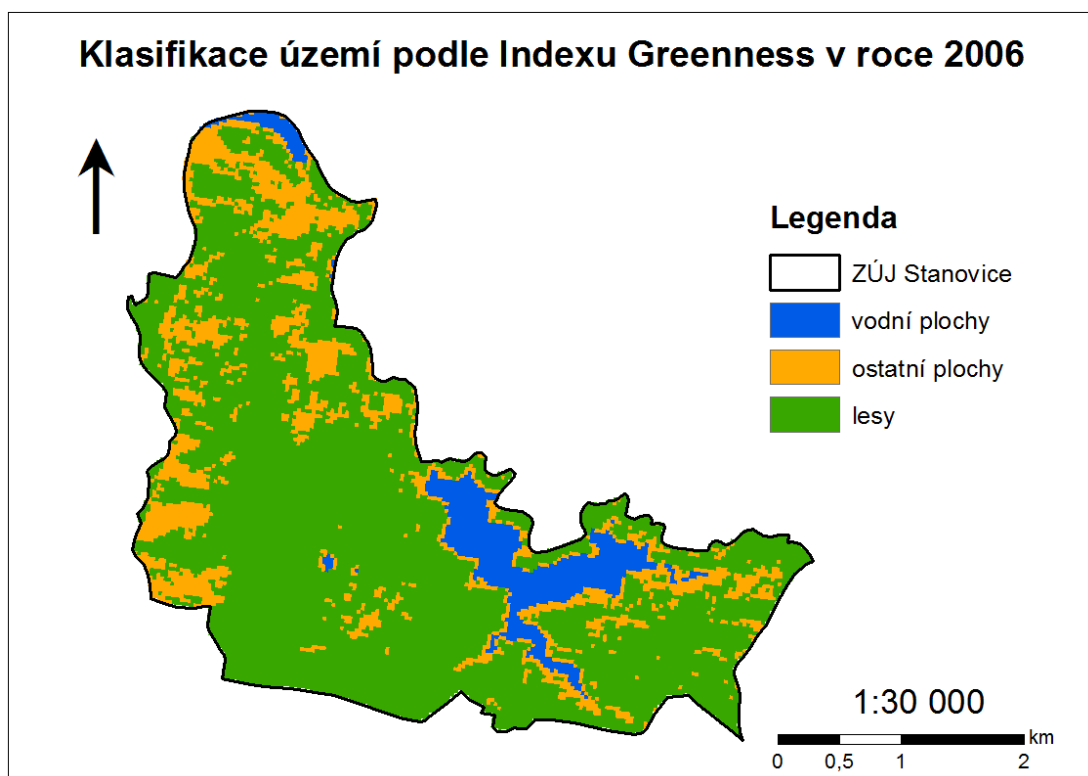 Klasifikace území podle Indexu Greenness v roce 2006
Legenda
ZÚJ Stanovice
vodní plochy
ostatní plochy
lesy
1:30 000
km
0 0,5 1 2